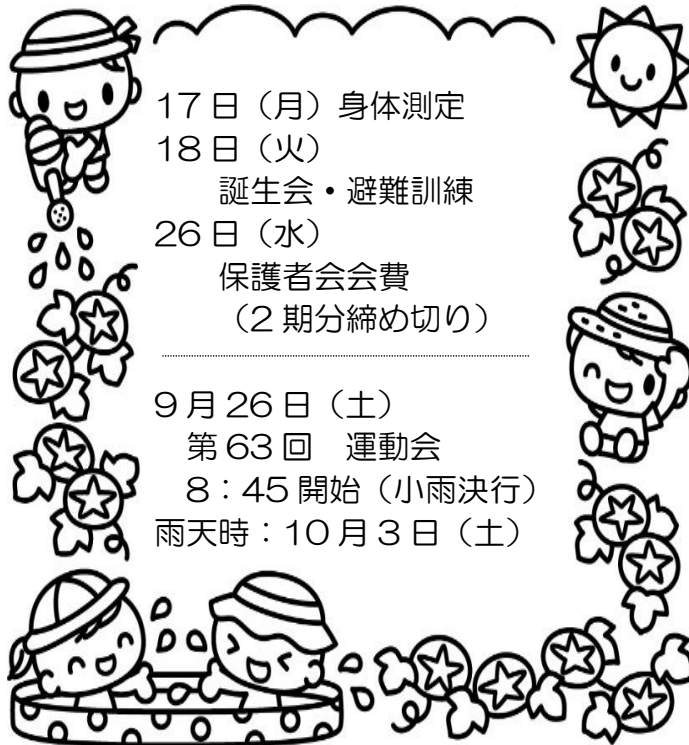 17日（月）身体測定
18日（火）
誕生会・避難訓練
26日（水）
保護者会会費
（2期分締め切り）
9月26日（土）
第63回　運動会
8：45開始（小雨決行）
雨天時：10月3日（土）